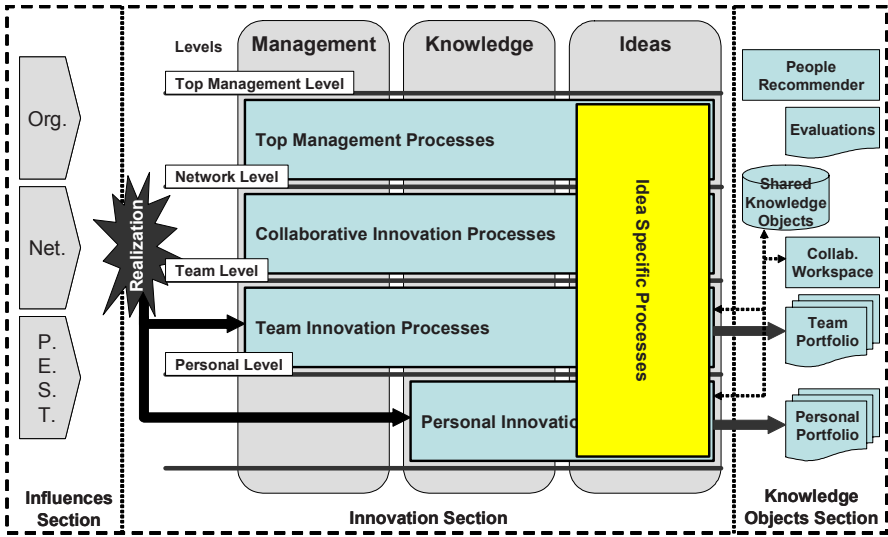 Levels
Management
Knowledge
Ideas
Top Management Level
Top Management Processes
Network Level
Collaborative Innovation Processes
Team Level
Team Innovation Processes
Personal Level
Personal Innovatio
Idea Specific Processes
Realization
Org.
Net.
P.
E.
S.
T.
People
Recommender
Evaluations
Shared
Knowledge
Objects
Collab.
Workspace
Team
Portfolio
Personal
Portfolio
Influences
Section
Innovation Section
Knowledge
Objects Section